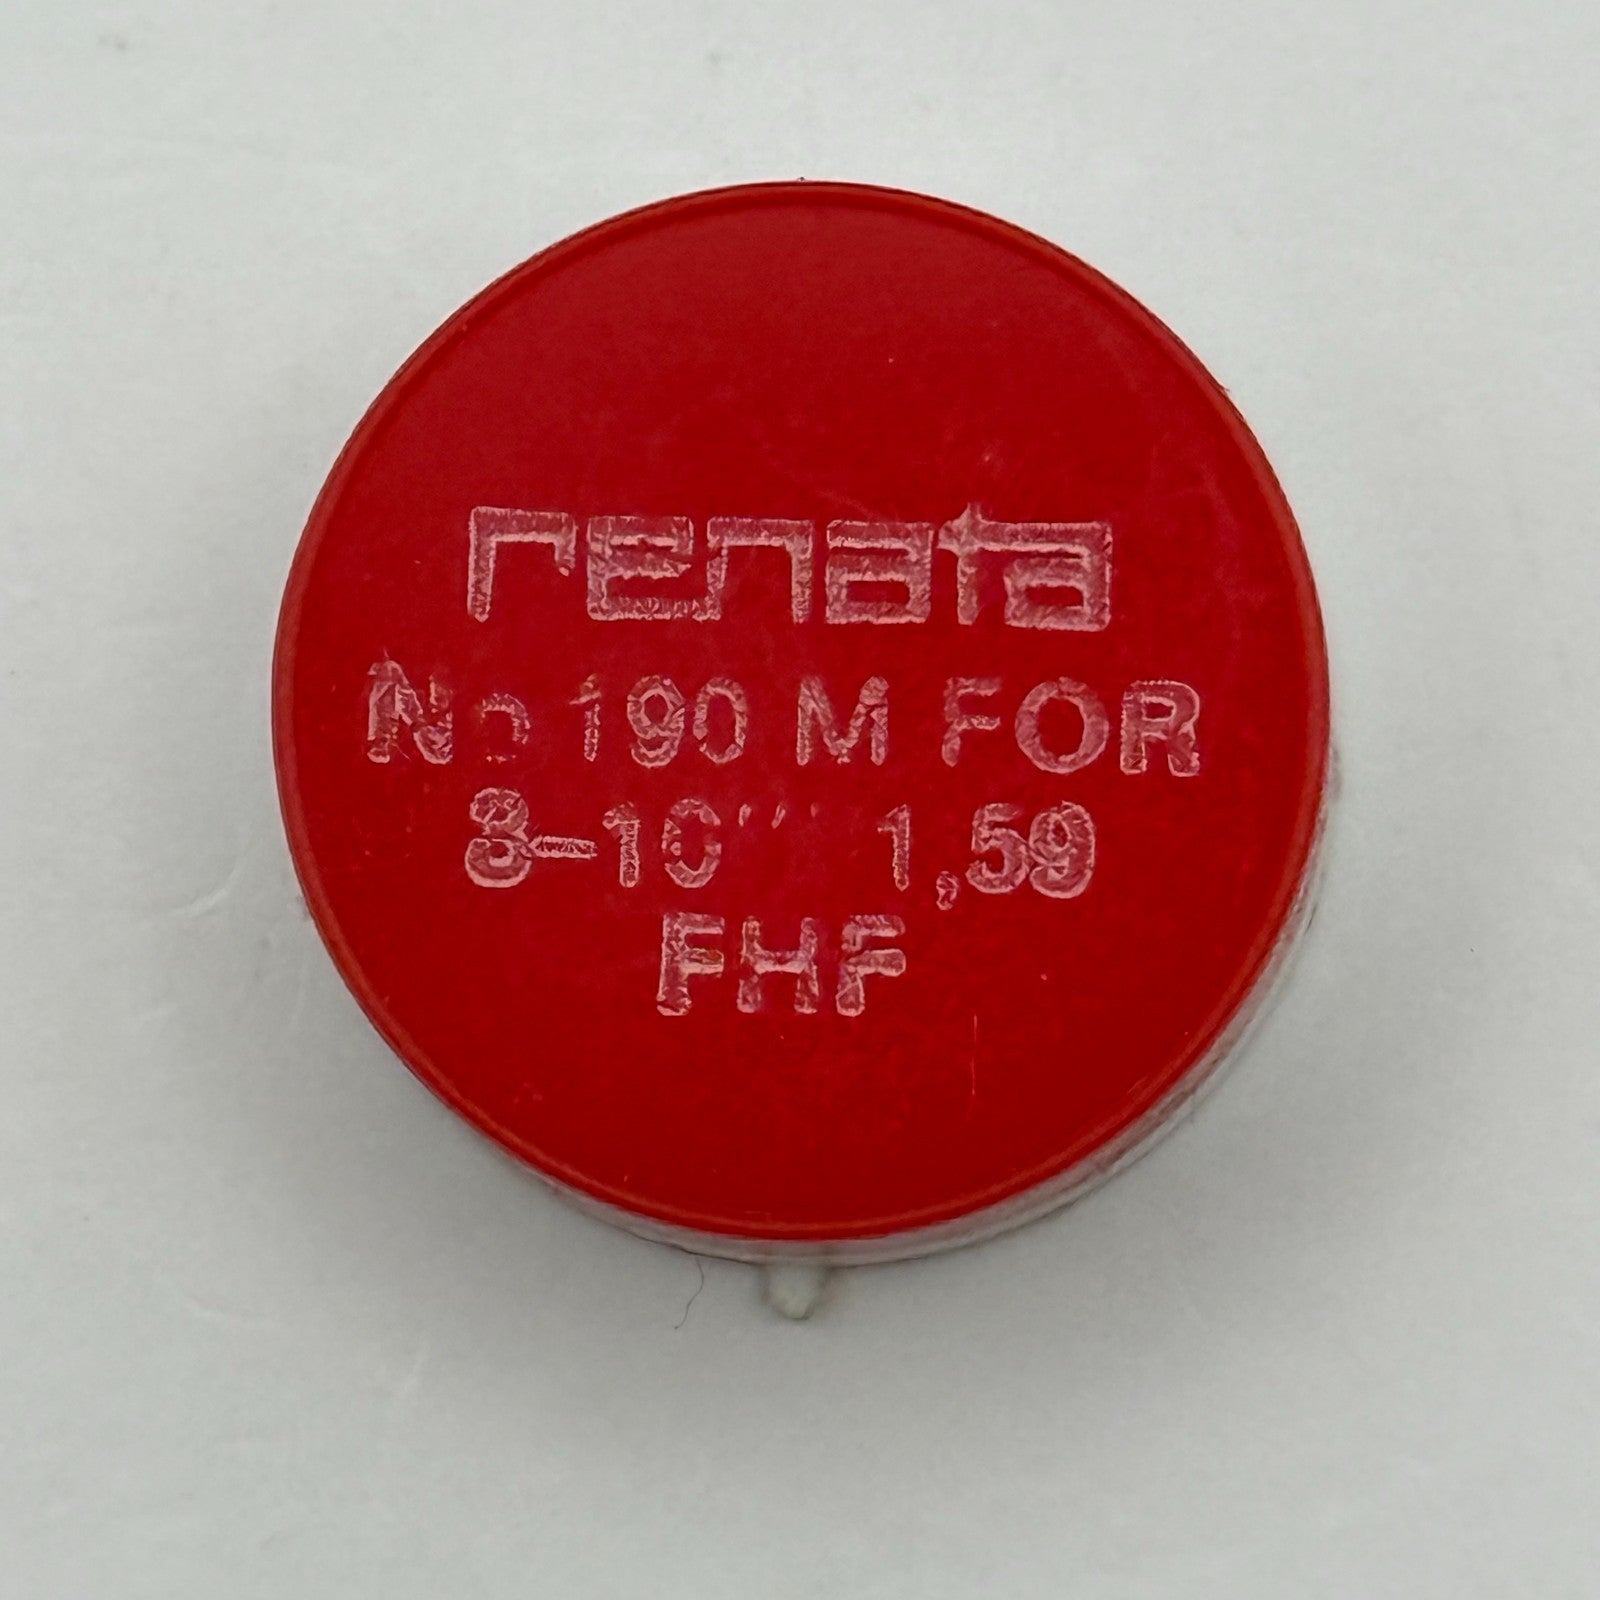 renata
No 190 M FOR
8-10''' 1,59
FHF